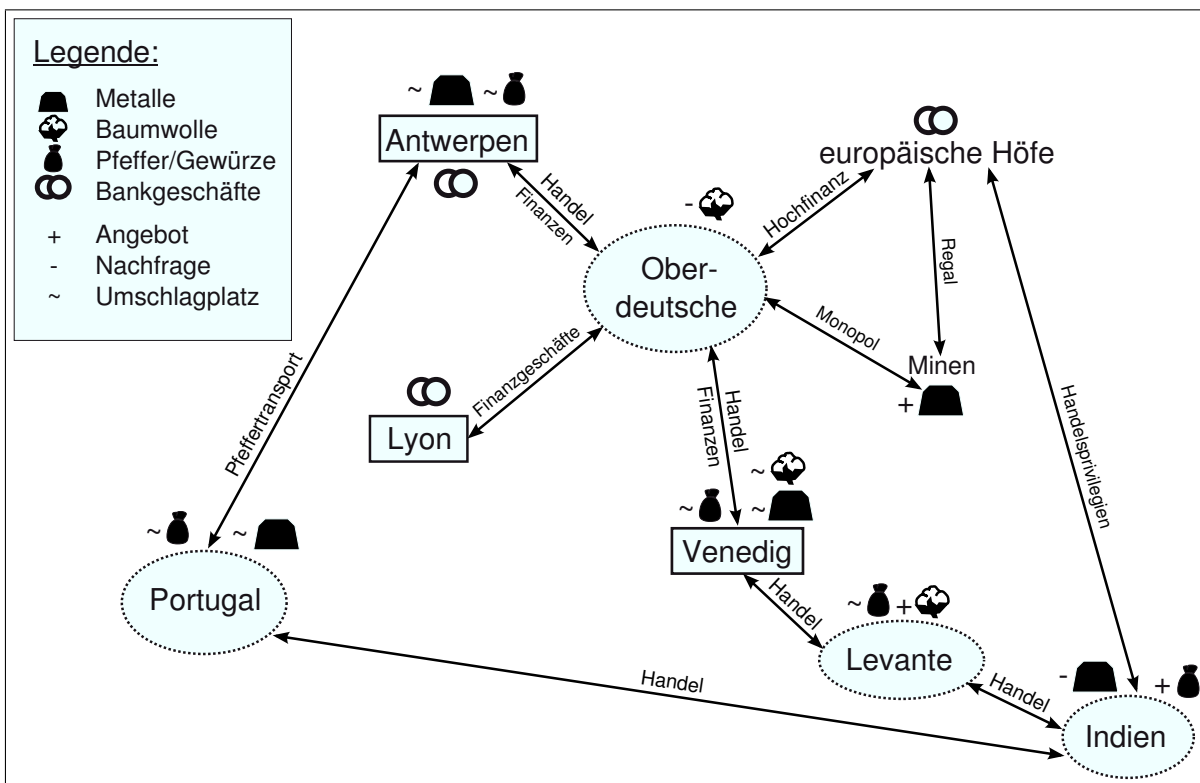 Legende:
Metalle
Baumwolle
Pfeffer/Gewürze
Bankgeschäfte
+ Angebot
- Nachfrage
~ Umschlagplatz
~ ~
Antwerpen
europäische Höfe
Handel
Finanzen
Hochfinanz
-
Ober-
deutsche
Regal
Monopol
Minen
+
Pfeffertransport
Finanzgeschäfte
Lyon
Handel
Finanzen
Handelsprivilegien
~
~ ~
Venedig
~ ~
Portugal
Handel
~ +
Levante
Handel
Handel
- +
Indien